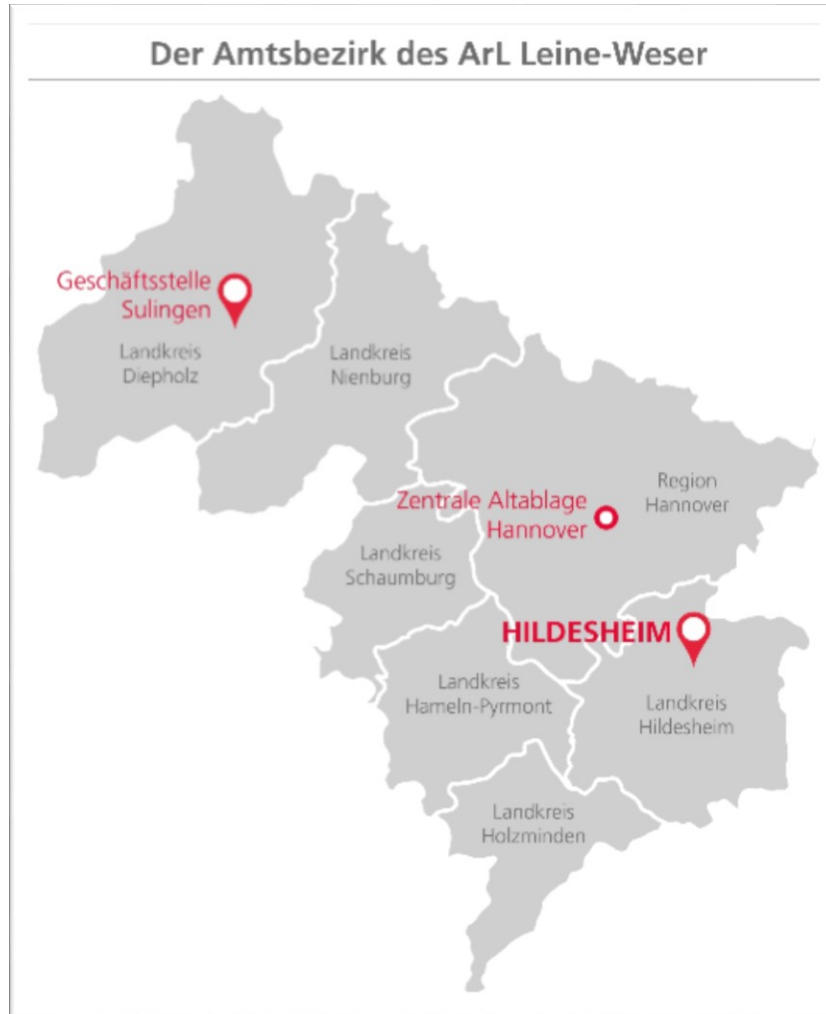 Der Amtsbezirk des ArL Leine-Weser
Geschäftsstelle
Sulingen
Landkreis
Diepholz
Landkreis
Nienburg
Region
Hannover
Zentrale Altablage
Hannover
Landkreis
Schaumburg
HILDESHEIM
Landkreis
Hameln-Pyrmont
Landkreis
Hildesheim
Landkreis
Holzminden